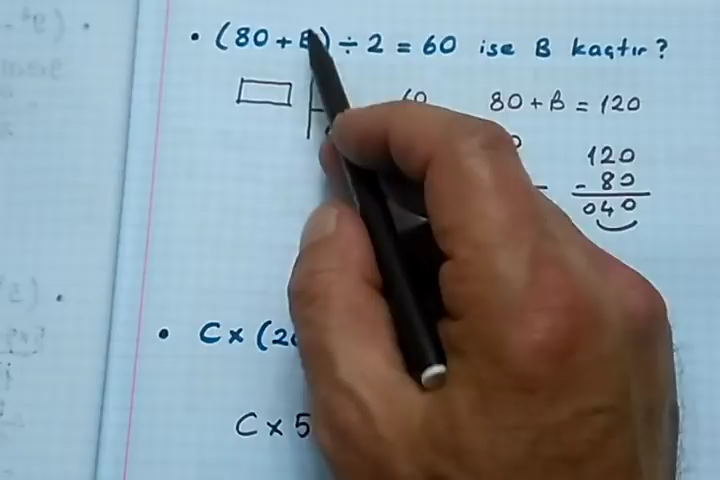 • (80 + B) ÷ 2 = 60 ise B kaçtır?
80 + B = 120
120
- 80
040
• C x (2
C x 5